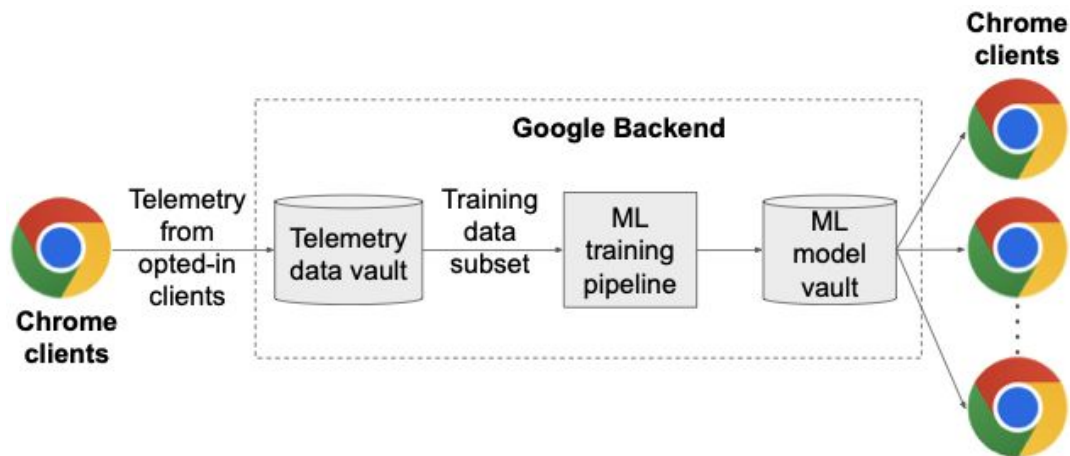 Chrome
clients
Google Backend
Telemetry
from
opted-in
clients
Telemetry
data vault
Training
data
subset
ML
training
pipeline
ML
model
vault
Chrome
clients